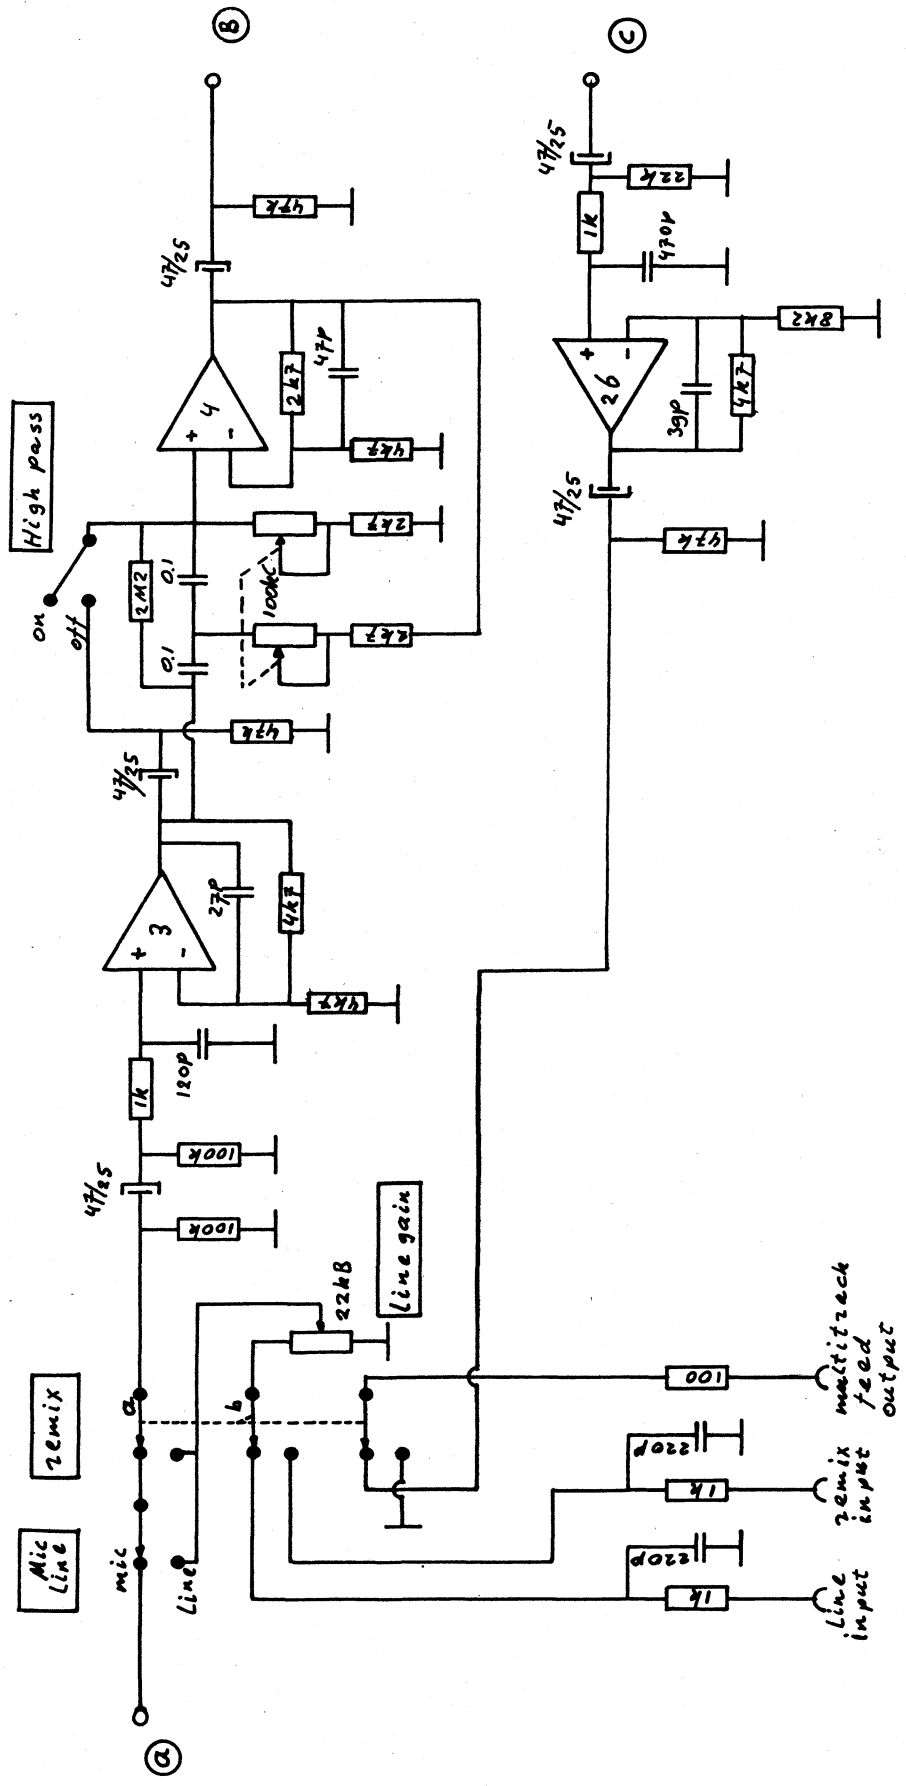 Mic
Line
remix
High pass
on
off
a
mic
Line
a
b
47/25
100k
100k
1k
120p
+
-
3
27p
4k7
4k7
47/25
47k
2M2
0.1
0.1
100kC
2k7
2k7
+
-
4
2k7
47p
4k7
47/25
47k
B
22kB
Line gain
47/25
47k
+
-
26
39p
4k7
8k2
1k
470p
22k
47/25
C
1k
220p
1k
220p
100
Line
input
remix
input
multitrack
feed
output